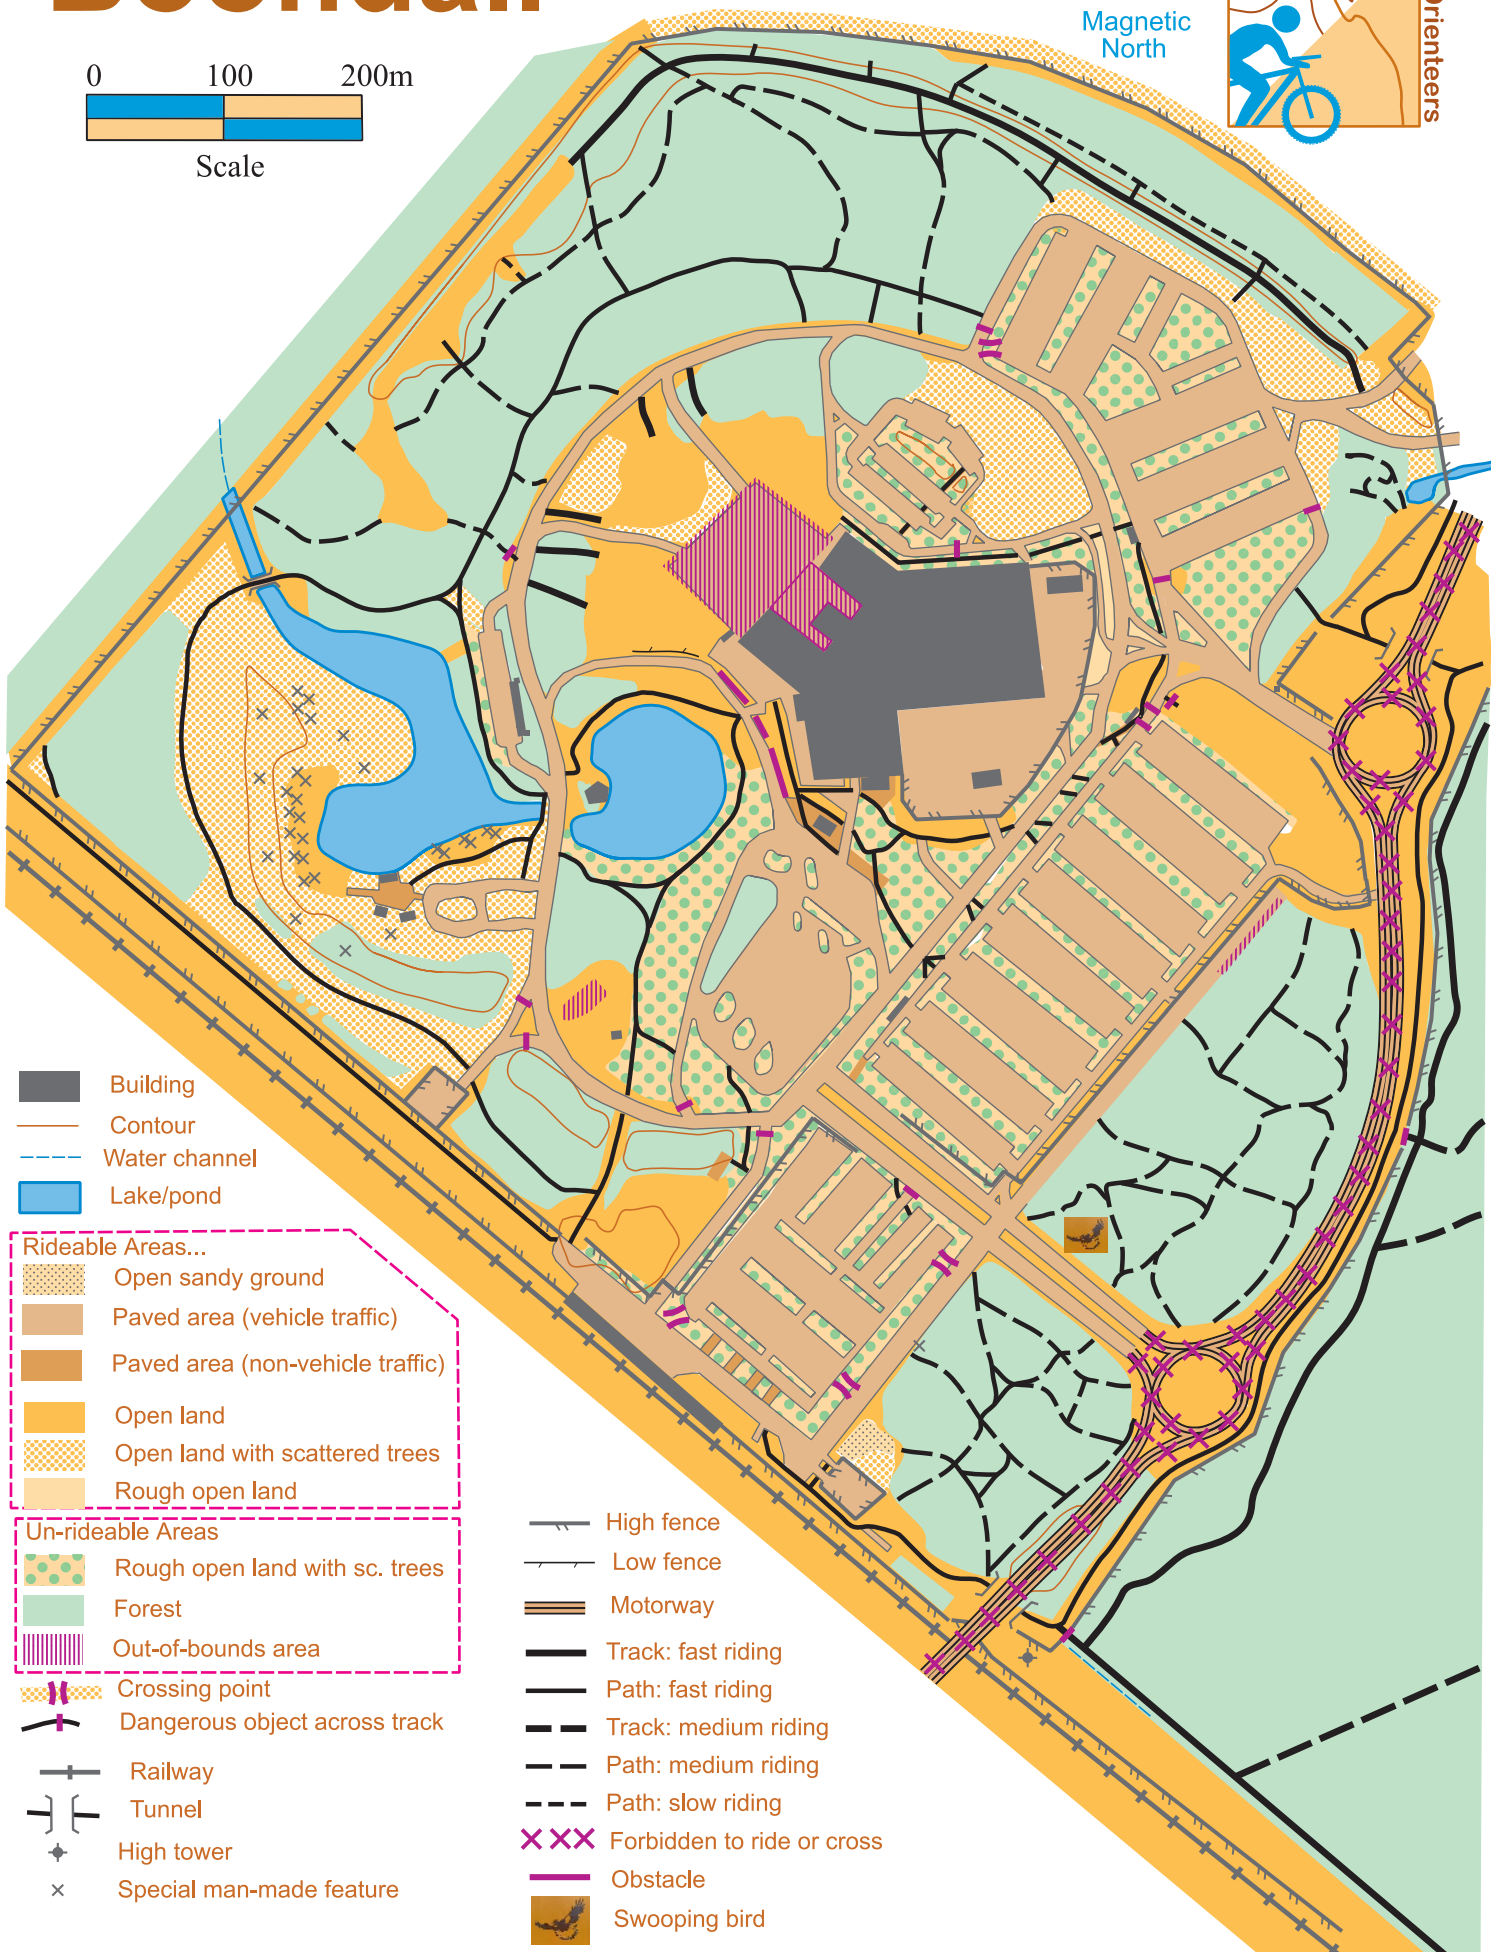 Magnetic
North
Orienteers
0 100 200m
Scale
Building
Contour
Water channel
Lake/pond
Rideable Areas...
Open sandy ground
Paved area (vehicle traffic)
Paved area (non-vehicle traffic)
Open land
Open land with scattered trees
Rough open land
Un-rideable Areas
Rough open land with sc. trees
Forest
Out-of-bounds area
Crossing point
Dangerous object across track
Railway
Tunnel
High tower
Special man-made feature
High fence
Low fence
Motorway
Track: fast riding
Path: fast riding
Track: medium riding
Path: medium riding
Path: slow riding
Forbidden to ride or cross
Obstacle
Swooping bird